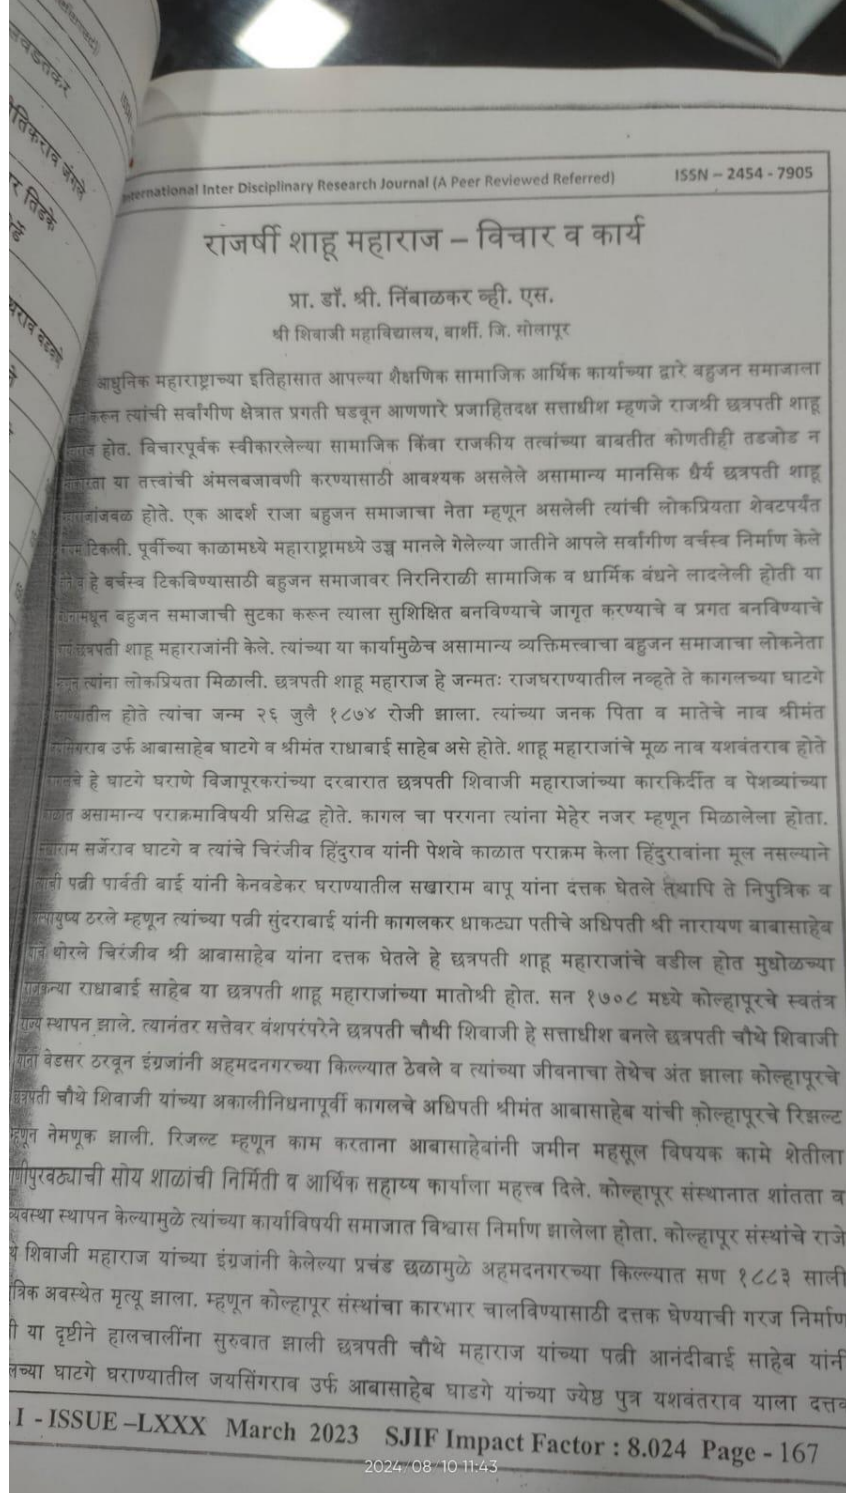 वडतकर
तिकराव जंगले
र तिडके
International Inter Disciplinary Research Journal (A Peer Reviewed Referred) ISSN – 2454 - 7905
राजर्षी शाहू महाराज – विचार व कार्य
प्रा. डॉ. श्री. निंबाळकर व्ही. एस.
श्री शिवाजी महाविद्यालय, बार्शी. जि. सोलापूर
आधुनिक महाराष्ट्राच्या इतिहासात आपल्या शैक्षणिक सामाजिक आर्थिक कार्याच्या द्वारे बहुजन समाजाला
करून त्यांची सर्वांगीण क्षेत्रात प्रगती घडवून आणणारे प्रजाहितदक्ष सत्ताधीश म्हणजे राजश्री छत्रपती शाहू
होत. विचारपूर्वक स्वीकारलेल्या सामाजिक किंवा राजकीय तत्वांच्या बाबतीत कोणतीही तडजोड न
या तत्त्वांची अंमलबजावणी करण्यासाठी आवश्यक असलेले असामान्य मानसिक धैर्य छत्रपती शाहू
होते. एक आदर्श राजा बहुजन समाजाचा नेता म्हणून असलेली त्यांची लोकप्रियता शेवटपर्यंत
टिकली. पूर्वीच्या काळामध्ये महाराष्ट्रामध्ये उच्च मानले गेलेल्या जातीने आपले सर्वांगीण वर्चस्व निर्माण केले
हे वर्चस्व टिकविण्यासाठी बहुजन समाजावर निरनिराळी सामाजिक व धार्मिक बंधने लादलेली होती या
बहुजन समाजाची सुटका करून त्याला सुशिक्षित बनविण्याचे जागृत करण्याचे व प्रगत बनविण्याचे
छत्रपती शाहू महाराजांनी केले. त्यांच्या या कार्यामुळेच असामान्य व्यक्तिमत्त्वाचा बहुजन समाजाचा लोकनेता
त्यांना लोकप्रियता मिळाली. छत्रपती शाहू महाराज हे जन्मतः राजघराण्यातील नव्हते ते कागलच्या घाटगे
होते त्यांचा जन्म २६ जुलै १८७४ रोजी झाला. त्यांच्या जनक पिता व मातेचे नाव श्रीमंत
उर्फ आबासाहेब घाटगे व श्रीमंत राधाबाई साहेब असे होते. शाहू महाराजांचे मूळ नाव यशवंतराव होते
हे घाटगे घराणे विजापूरकरांच्या दरबारात छत्रपती शिवाजी महाराजांच्या कारकिर्दीत व पेशव्यांच्या
असामान्य पराक्रमाविषयी प्रसिद्ध होते. कागल चा परगना त्यांना मेहेर नजर म्हणून मिळालेला होता.
सर्जेराव घाटगे व त्यांचे चिरंजीव हिंदुराव यांनी पेशवे काळात पराक्रम केला हिंदुरावांना मूल नसल्याने
पत्नी पार्वती बाई यांनी केनवडेकर घराण्यातील सखाराम बापू यांना दत्तक घेतले तथापि ते निपुत्रिक व
ठरले म्हणून त्यांच्या पत्नी सुंदराबाई यांनी कागलकर धाकट्या पतीचे अधिपती श्री नारायण बाबासाहेब
थोरले चिरंजीव श्री आबासाहेब यांना दत्तक घेतले हे छत्रपती शाहू महाराजांचे वडील होत मुधोळच्या
राजकन्या राधाबाई साहेब या छत्रपती शाहू महाराजांच्या मातोश्री होत. सन १७०८ मध्ये कोल्हापूरचे स्वतंत्र
राज्य स्थापन झाले. त्यानंतर सत्तेवर वंशपरंपरेने छत्रपती चौथी शिवाजी हे सत्ताधीश बनले छत्रपती चौथे शिवाजी
यांना वेडसर ठरवून इंग्रजांनी अहमदनगरच्या किल्ल्यात ठेवले व त्यांच्या जीवनाचा तेथेच अंत झाला कोल्हापूरचे
छत्रपती चौथे शिवाजी यांच्या अकालीनिधनापूर्वी कागलचे अधिपती श्रीमंत आबासाहेब यांची कोल्हापूरचे रिझल्ट
म्हणून नेमणूक झाली. रिजल्ट म्हणून काम करताना आबासाहेबांनी जमीन महसूल विषयक कामे शेतीला
पाणीपुरवठ्याची सोय शाळांची निर्मिती व आर्थिक सहाय्य कार्याला महत्त्व दिले. कोल्हापूर संस्थानात शांतता व
व्यवस्था स्थापन केल्यामुळे त्यांच्या कार्याविषयी समाजात विश्वास निर्माण झालेला होता. कोल्हापूर संस्थांचे राजे
थे शिवाजी महाराज यांच्या इंग्रजांनी केलेल्या प्रचंड छळामुळे अहमदनगरच्या किल्ल्यात सण १८८३ साली
त्रिक अवस्थेत मृत्यू झाला. म्हणून कोल्हापूर संस्थांचा कारभार चालविण्यासाठी दत्तक घेण्याची गरज निर्माण
ी या दृष्टीने हालचालींना सुरुवात झाली छत्रपती चौथे महाराज यांच्या पत्नी आनंदीबाई साहेब यांनी
लच्या घाटगे घराण्यातील जयसिंगराव उर्फ आबासाहेब घाडगे यांच्या ज्येष्ठ पुत्र यशवंतराव याला दत्तक
. I - ISSUE –LXXX March 2023 SJIF Impact Factor : 8.024 Page - 167
2024/08/10 11:43